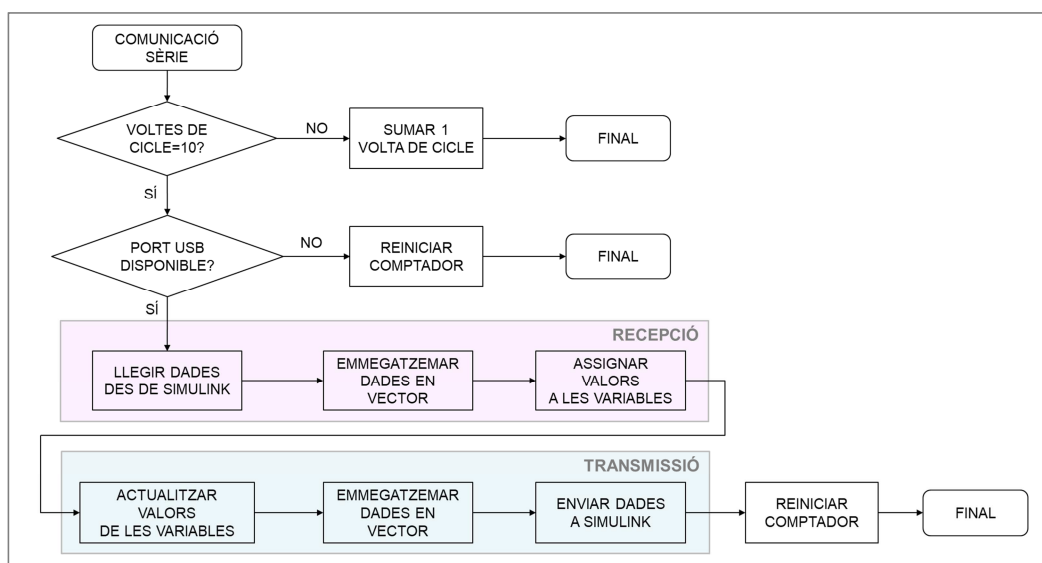 COMUNICACIÓ
SÈRIE
VOLTES DE
CICLE=10?
NO
SUMAR 1
VOLTA DE CICLE
FINAL
SÍ
PORT USB
DISPONIBLE?
NO
REINICIAR
COMPTADOR
FINAL
SÍ
RECEPCIÓ
LLEGIR DADES
DES DE SIMULINK
EMMEGATZEMAR
DADES EN
VECTOR
ASSIGNAR
VALORS
A LES VARIABLES
TRANSMISSIÓ
ACTUALITZAR
VALORS
DE LES VARIABLES
EMMEGATZEMAR
DADES EN
VECTOR
ENVIAR DADES
A SIMULINK
REINICIAR
COMPTADOR
FINAL